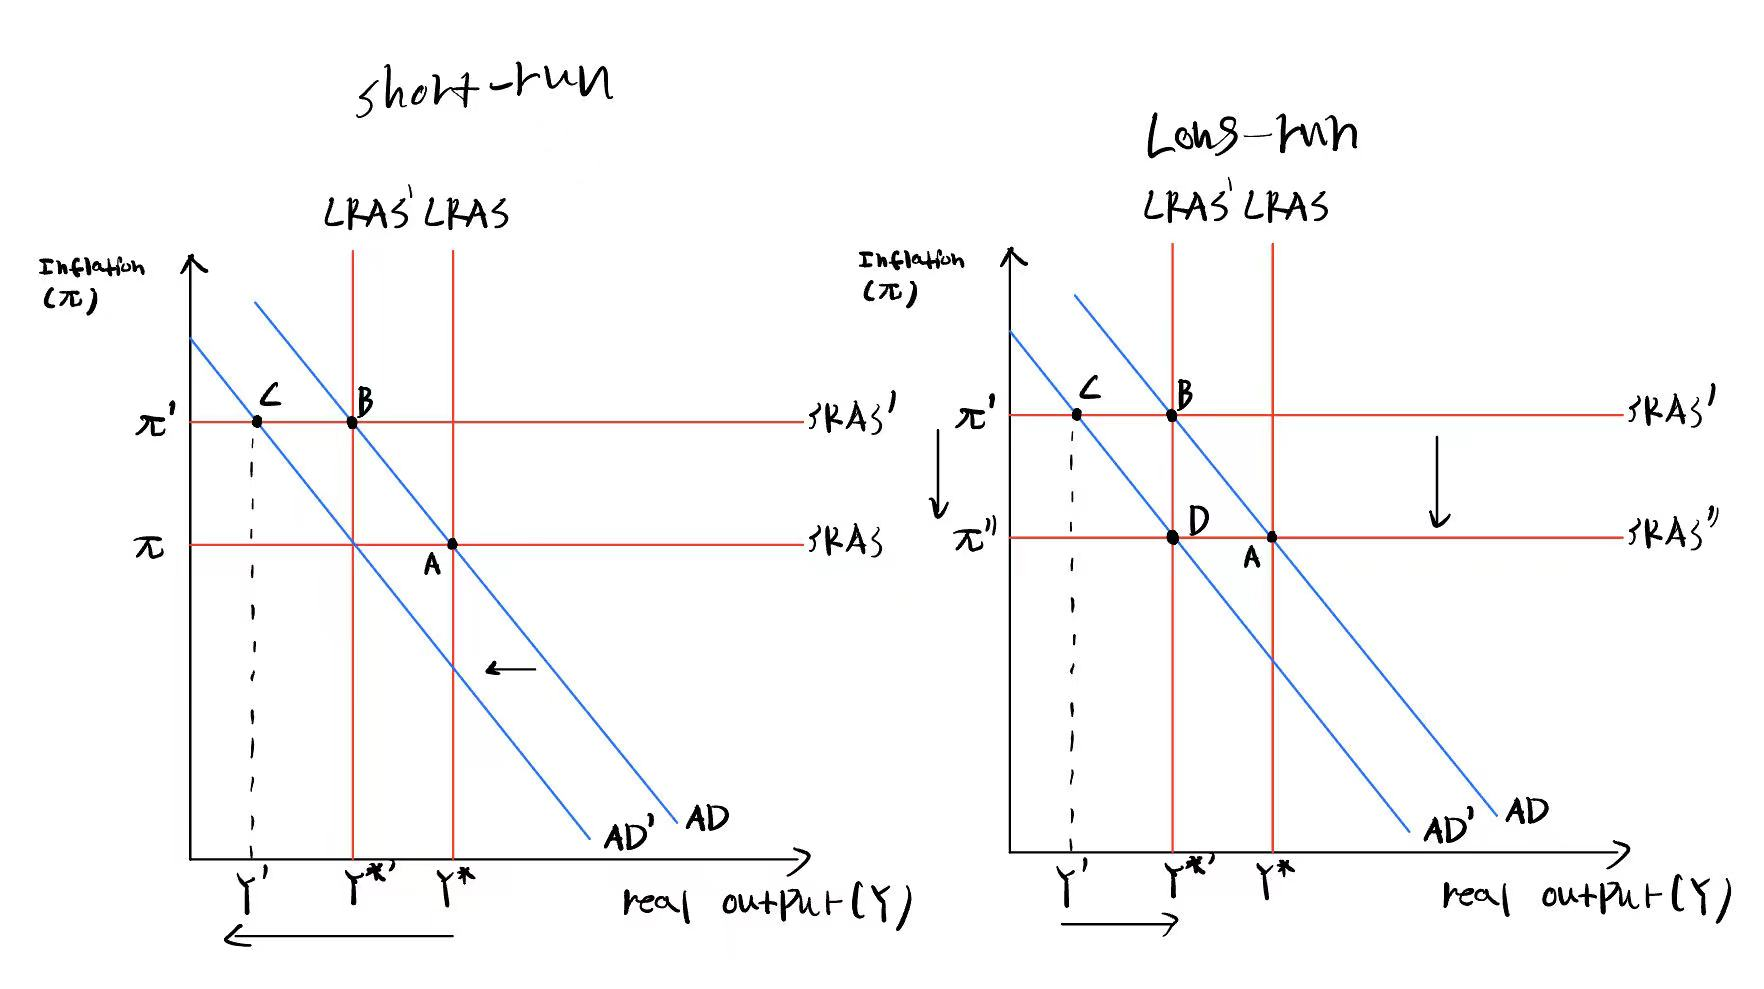 short-run
LRAS' LRAS
Inflation
(π)
C
B
π'
SRAS'
π
A
SRAS
AD
AD'
Y'
Y*'
Y*
real output(Y)
Long-run
LRAS' LRAS
Inflation
(π)
C
B
π'
SRAS'
D
π"
A
SRAS"
AD
AD'
Y'
Y*'
Y*
real output(Y)